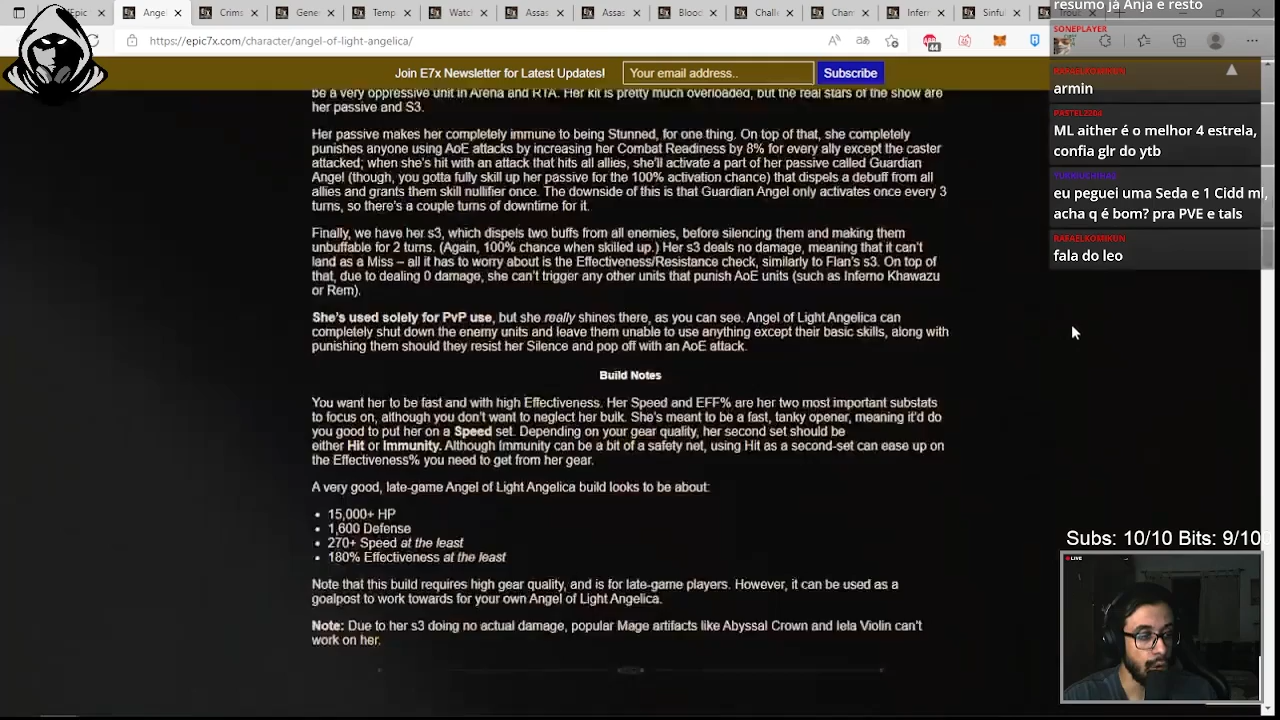 Epic
Angel
Crims
Gener
Temp
Watch
Assas
Assas
Blood
Challe
Cham
Infern
Sinfu
https://epic7x.com/character/angel-of-light-angelica/
44
Join E7x Newsletter for Latest Updates!
Your email address..
Subscribe
be a very oppressive unit in Arena and RTA. Her kit is pretty much overloaded, but the real stars of the show are
her passive and S3.
Her passive makes her completely immune to being Stunned, for one thing. On top of that, she completely
punishes anyone using AoE attacks by increasing her Combat Readiness by 8% for every ally except the caster
attacked; when she's hit with an attack that hits all allies, she'll activate a part of her passive called Guardian
Angel (though, you gotta fully skill up her passive for the 100% activation chance) that dispels a debuff from all
allies and grants them skill nullifier once. The downside of this is that Guardian Angel only activates once every 3
turns, so there's a couple turns of downtime for it.
Finally, we have her s3, which dispels two buffs from all enemies, before silencing them and making them
unbuffable for 2 turns. (Again, 100% chance when skilled up.) Her s3 deals no damage, meaning that it can't
land as a Miss – all it has to worry about is the Effectiveness/Resistance check, similarly to Flan's s3. On top of
that, due to dealing 0 damage, she can't trigger any other units that punish AoE units (such as Inferno Khawazu
or Rem).
She's used solely for PvP use, but she really shines there, as you can see. Angel of Light Angelica can
completely shut down the enemy units and leave them unable to use anything except their basic skills, along with
punishing them should they resist her Silence and pop off with an AoE attack.
Build Notes
You want her to be fast and with high Effectiveness. Her Speed and EFF% are her two most important substats
to focus on, although you don't want to neglect her bulk. She's meant to be a fast, tanky opener, meaning it'd do
you good to put her on a Speed set. Depending on your gear quality, her second set should be
either Hit or Immunity. Although Immunity can be a bit of a safety net, using Hit as a second-set can ease up on
the Effectiveness% you need to get from her gear.
A very good, late-game Angel of Light Angelica build looks to be about:
15,000+ HP
1,600 Defense
270+ Speed at the least
180% Effectiveness at the least
Note that this build requires high gear quality, and is for late-game players. However, it can be used as a
goalpost to work towards for your own Angel of Light Angelica.
Note: Due to her s3 doing no actual damage, popular Mage artifacts like Abyssal Crown and Iela Violin can't
work on her.
resumo já Anja e resto
SONEPLAYER
RAFAELKOMIKUN
armin
PASTEL2204
ML aither é o melhor 4 estrela,
confia glr do ytb
eu peguei uma Seda e 1 Cidd ml,
acha q é bom? pra PVE e tals
RAFAELKOMIKUN
fala do leo
Subs: 10/10 Bits: 9/100
LIVE